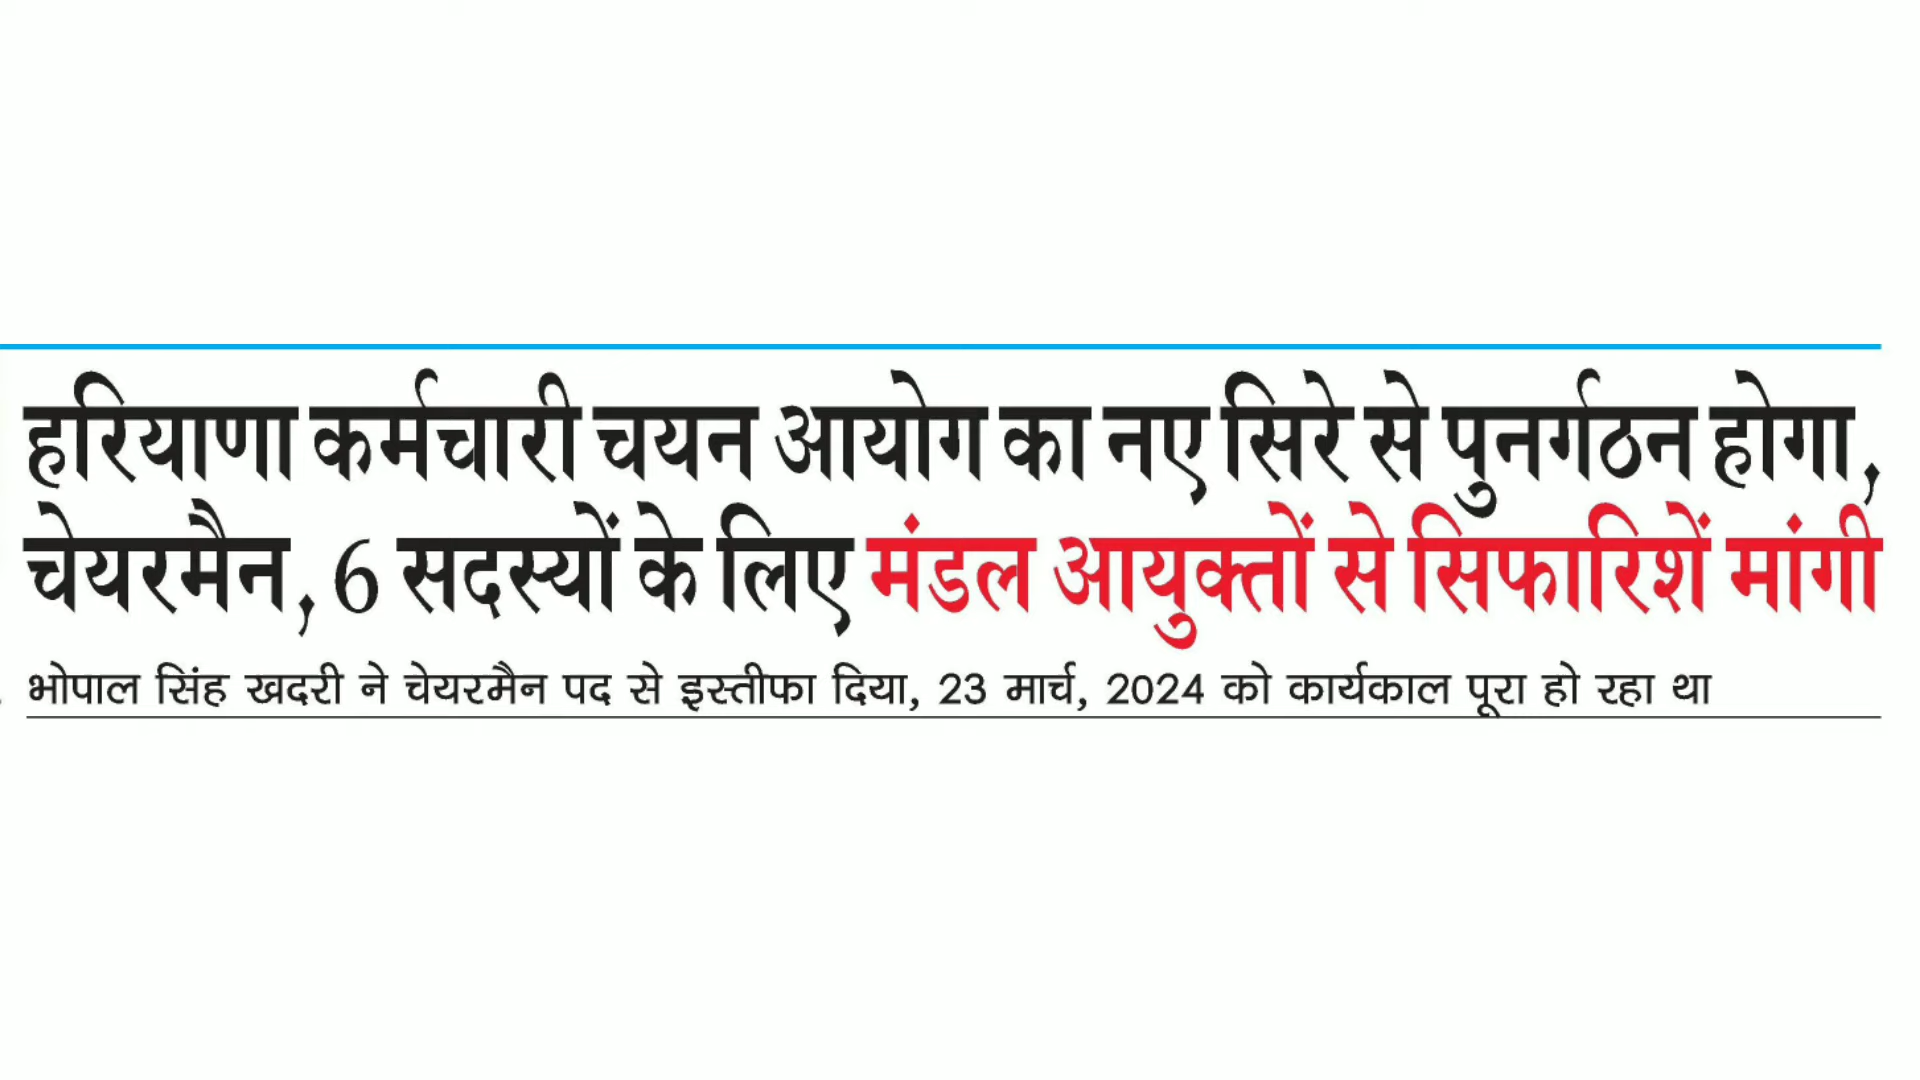 हरियाणा कर्मचारी चयन आयोग का नए सिरे से पुनर्गठन होगा,
चेयरमैन, 6 सदस्यों के लिए मंडल आयुक्तों से सिफारिशें मांगी
भोपाल सिंह खदरी ने चेयरमैन पद से इस्तीफा दिया, 23 मार्च, 2024 को कार्यकाल पूरा हो रहा था